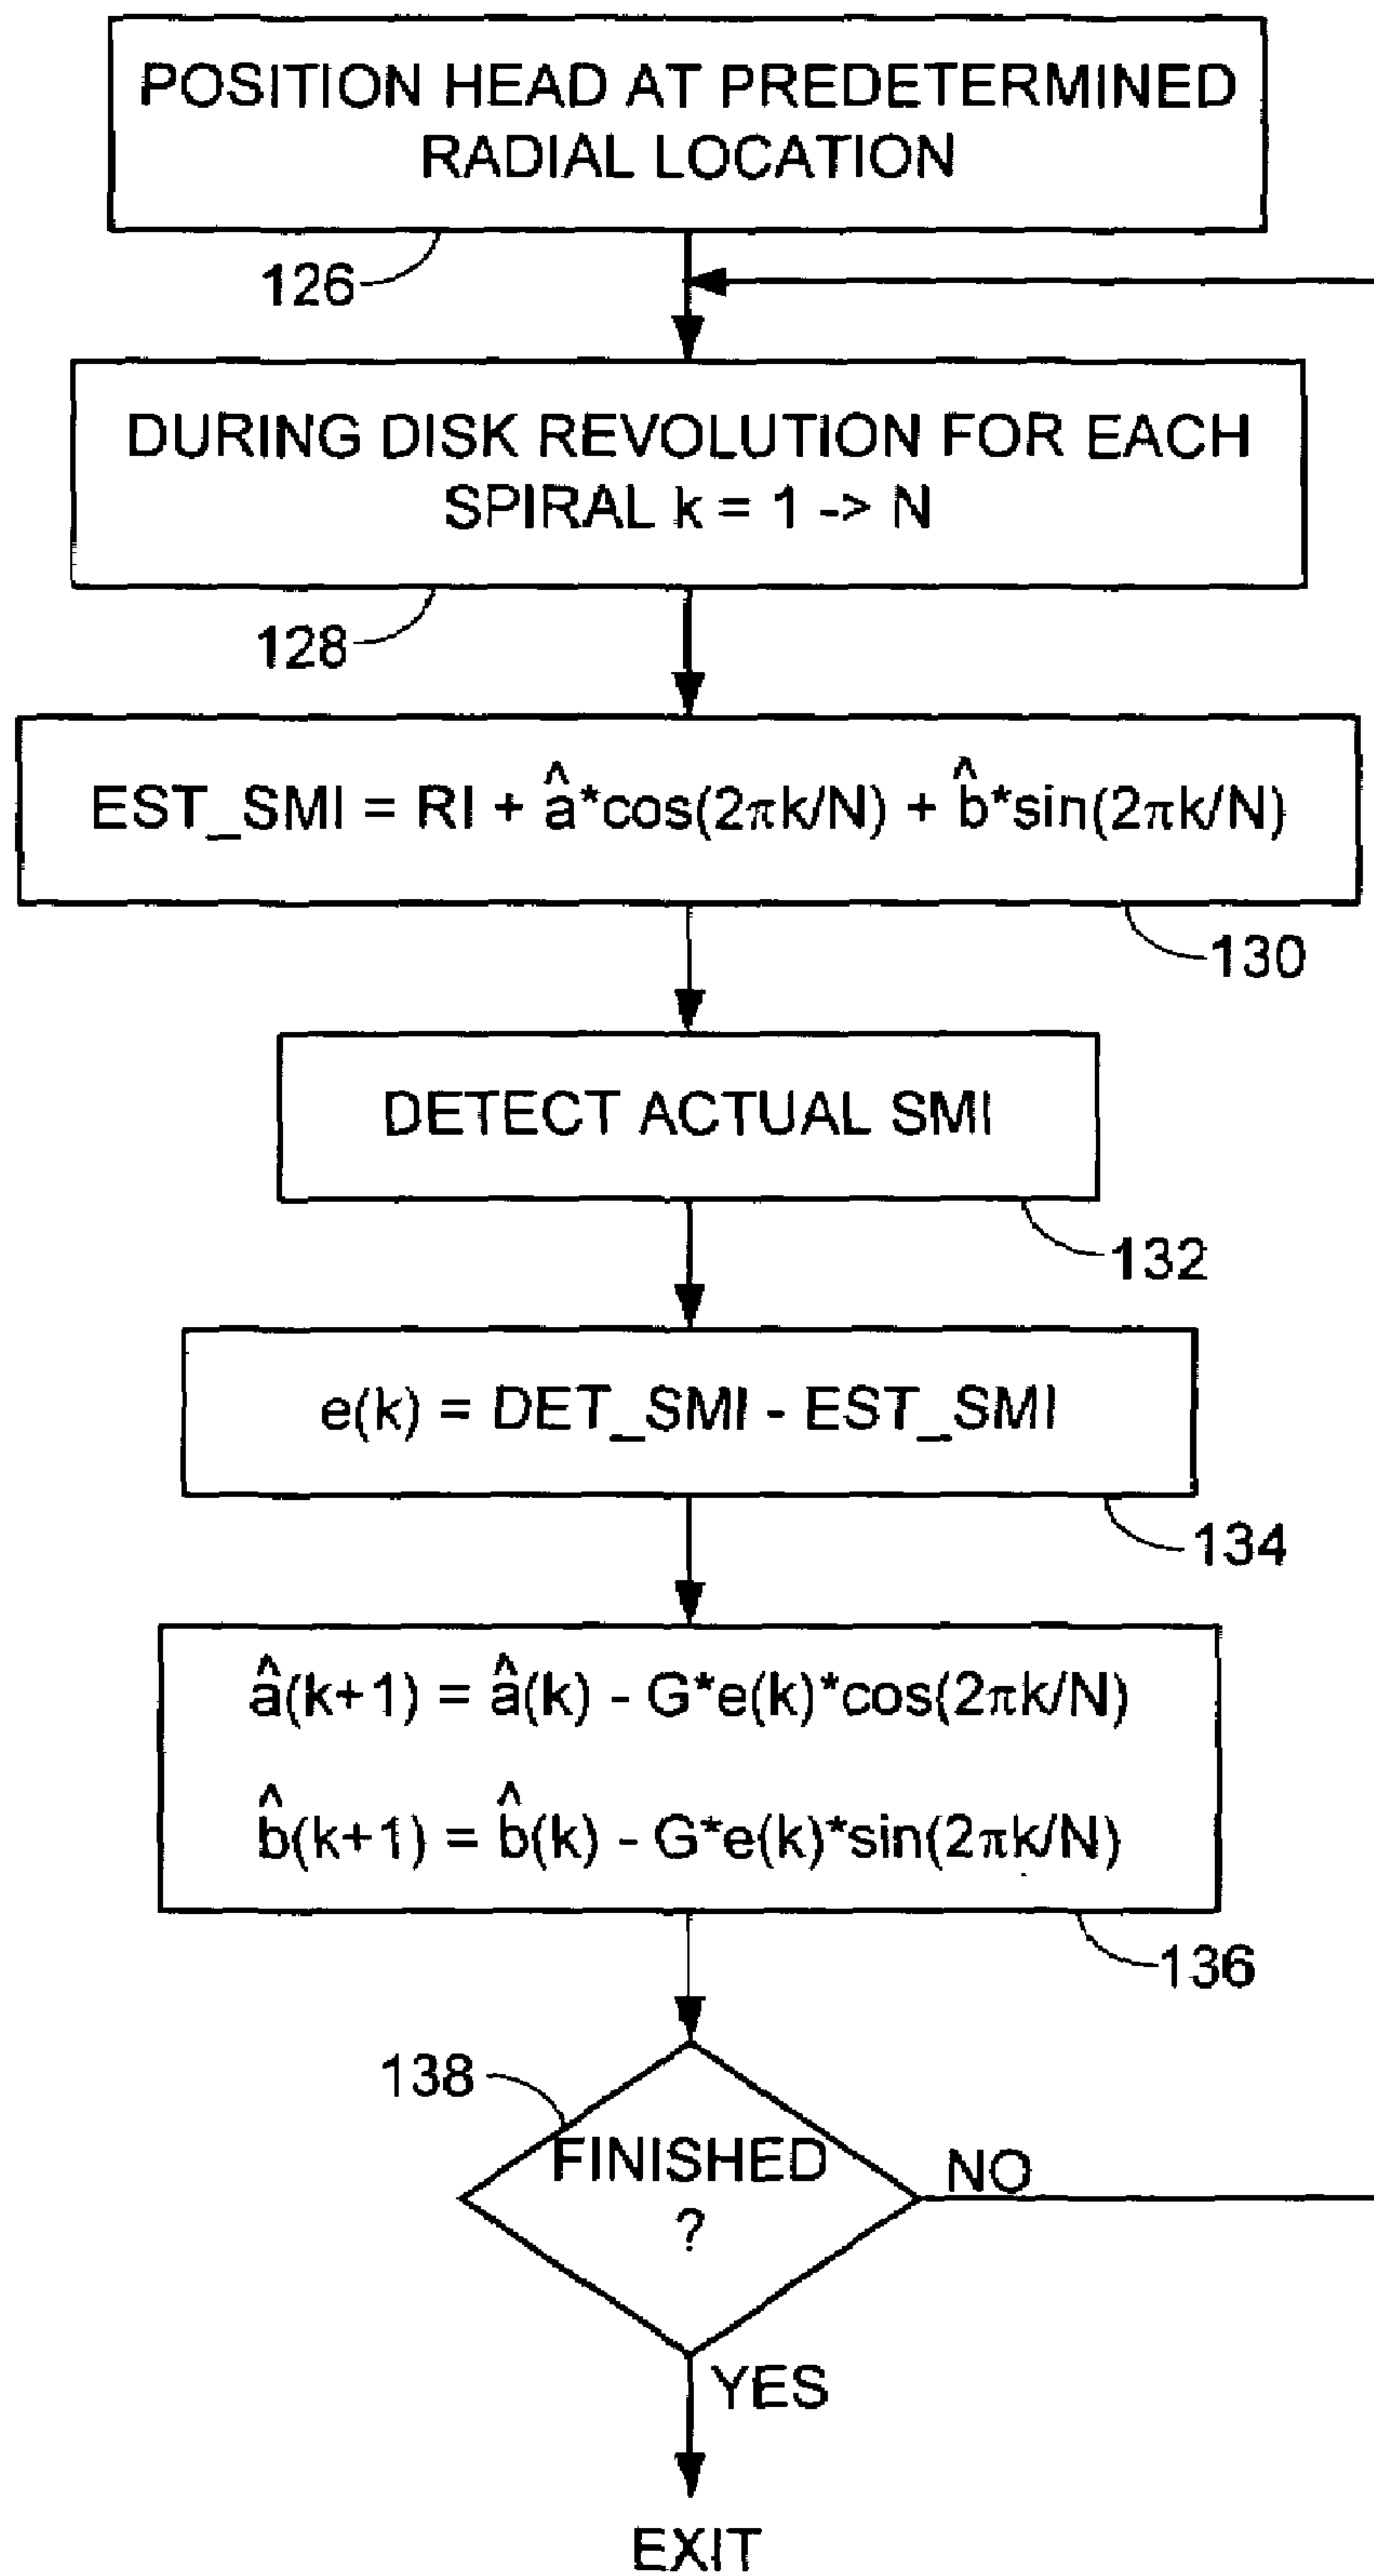 POSITION HEAD AT PREDETERMINED
RADIAL LOCATION
126
DURING DISK REVOLUTION FOR EACH
SPIRAL k = 1 -> N
128
EST_SMI = RI + â*cos(2πk/N) + b̂*sin(2πk/N)
130
DETECT ACTUAL SMI
132
e(k) = DET_SMI - EST_SMI
134
â(k+1) = â(k) - G*e(k)*cos(2πk/N)
b̂(k+1) = b̂(k) - G*e(k)*sin(2πk/N)
136
138
FINISHED
?
NO
YES
EXIT